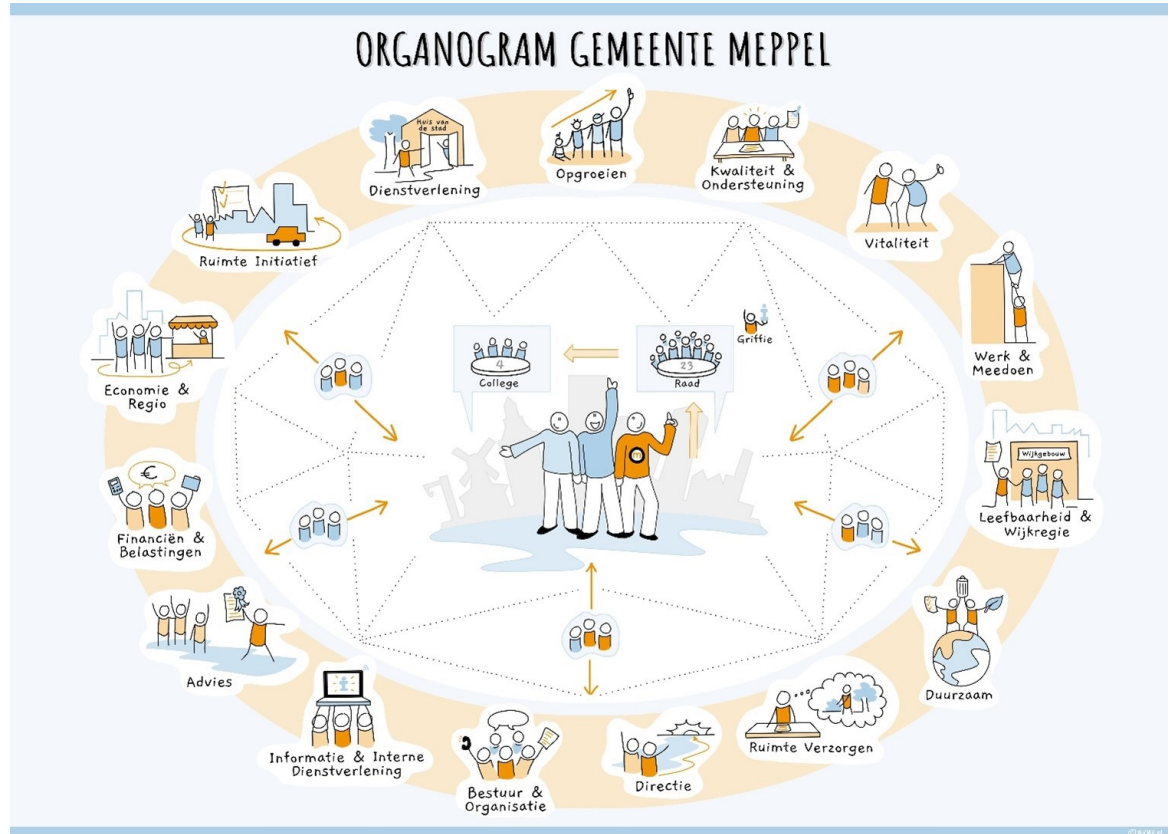 ORGANOGRAM GEMEENTE MEPPEL
Huis van
de stad
Dienstverlening
Opgroeien
Kwaliteit &
Ondersteuning
Vitaliteit
Ruimte Initiatief
Werk &
Meedoen
Economie &
Regio
4
College
23
Raad
Griffie
m
Wijkgebouw
Leefbaarheid &
Wijkregie
€
Financiën &
Belastingen
Advies
Duurzaam
i
Informatie & Interne
Dienstverlening
Bestuur &
Organisatie
Directie
Ruimte Verzorgen